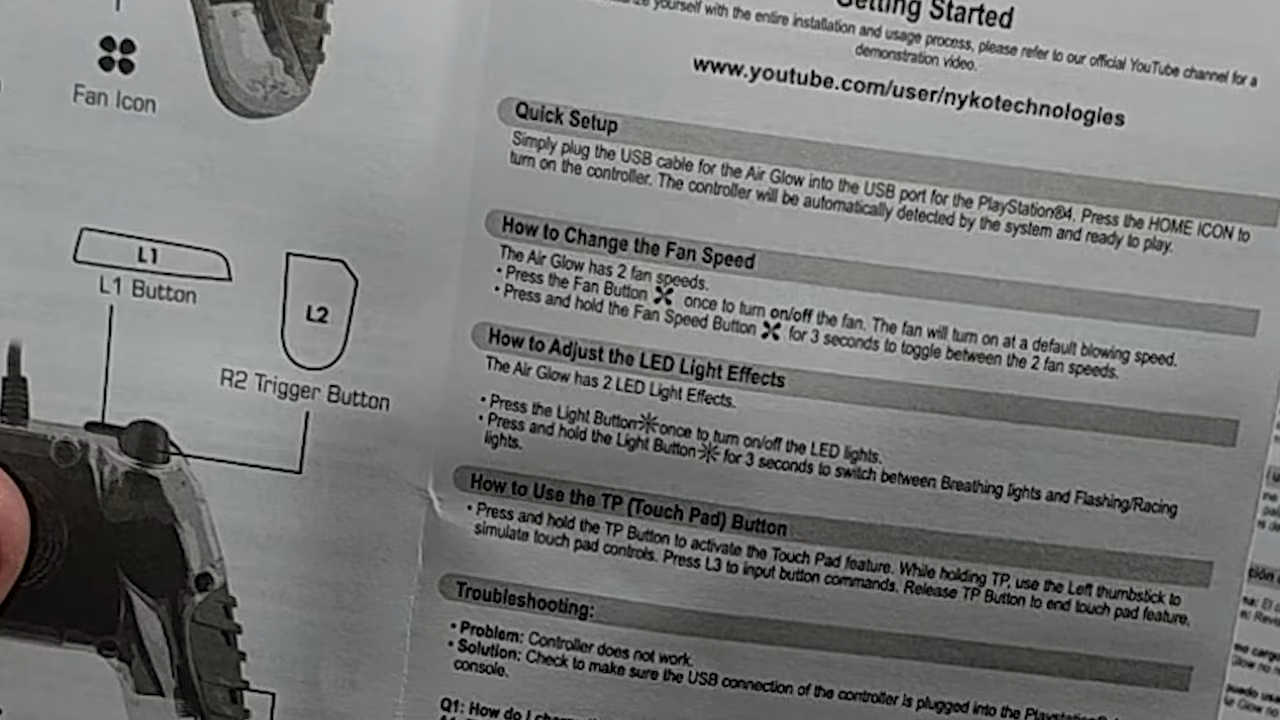 Fan Icon
L1
L1 Button
L2
R2 Trigger Button
Getting Started
yourself with the entire installation and usage process, please refer to our official YouTube channel for a
demonstration video.
www.youtube.com/user/nykotechnologies
Quick Setup
Simply plug the USB cable for the Air Glow into the USB port for the PlayStation®4. Press the HOME ICON to
turn on the controller. The controller will be automatically detected by the system and ready to play.
How to Change the Fan Speed
The Air Glow has 2 fan speeds.
• Press the Fan Button once to turn on/off the fan. The fan will turn on at a default blowing speed.
• Press and hold the Fan Speed Button for 3 seconds to toggle between the 2 fan speeds.
How to Adjust the LED Light Effects
The Air Glow has 2 LED Light Effects.
• Press the Light Button once to turn on/off the LED lights.
• Press and hold the Light Button for 3 seconds to switch between Breathing lights and Flashing/Racing
lights.
How to Use the TP (Touch Pad) Button
• Press and hold the TP Button to activate the Touch Pad feature. While holding TP, use the Left thumbstick to
simulate touch pad controls. Press L3 to input button commands. Release TP Button to end touch pad feature.
Troubleshooting:
• Problem: Controller does not work.
• Solution: Check to make sure the USB connection of the controller is plugged into the Playstation®
console.
Q1: How do I